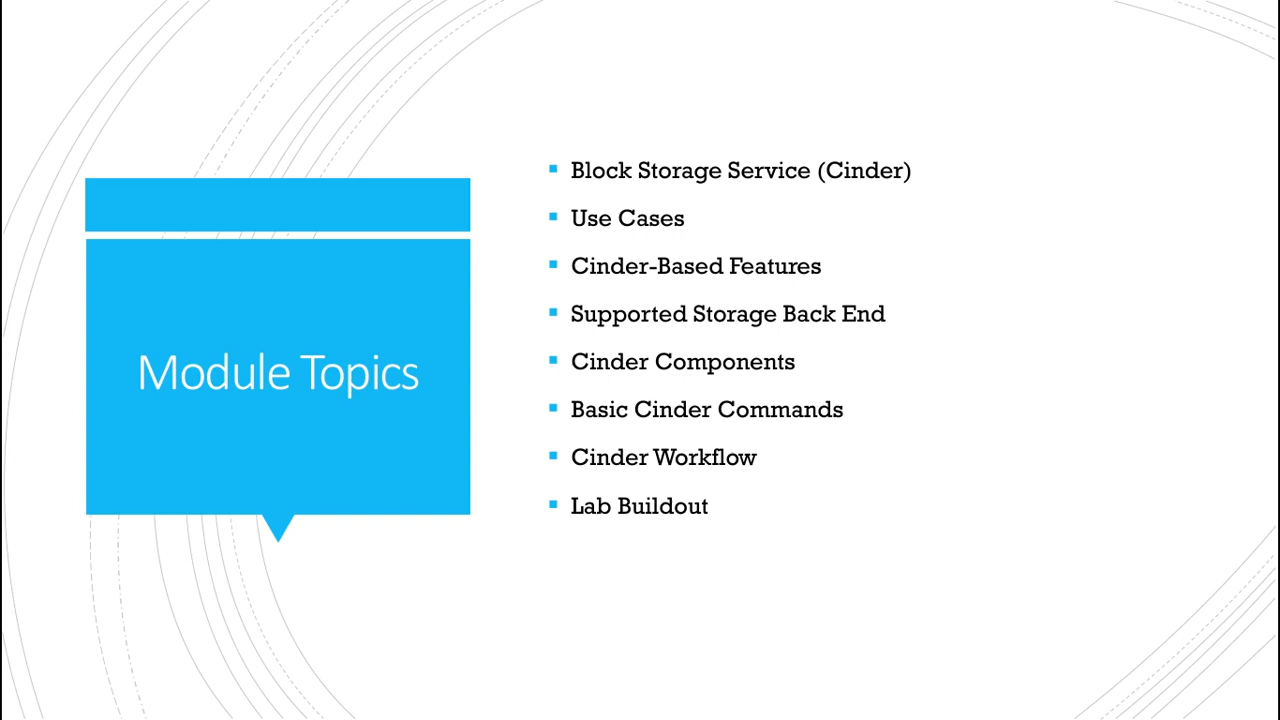 Module Topics
Block Storage Service (Cinder)
Use Cases
Cinder-Based Features
Supported Storage Back End
Cinder Components
Basic Cinder Commands
Cinder Workflow
Lab Buildout